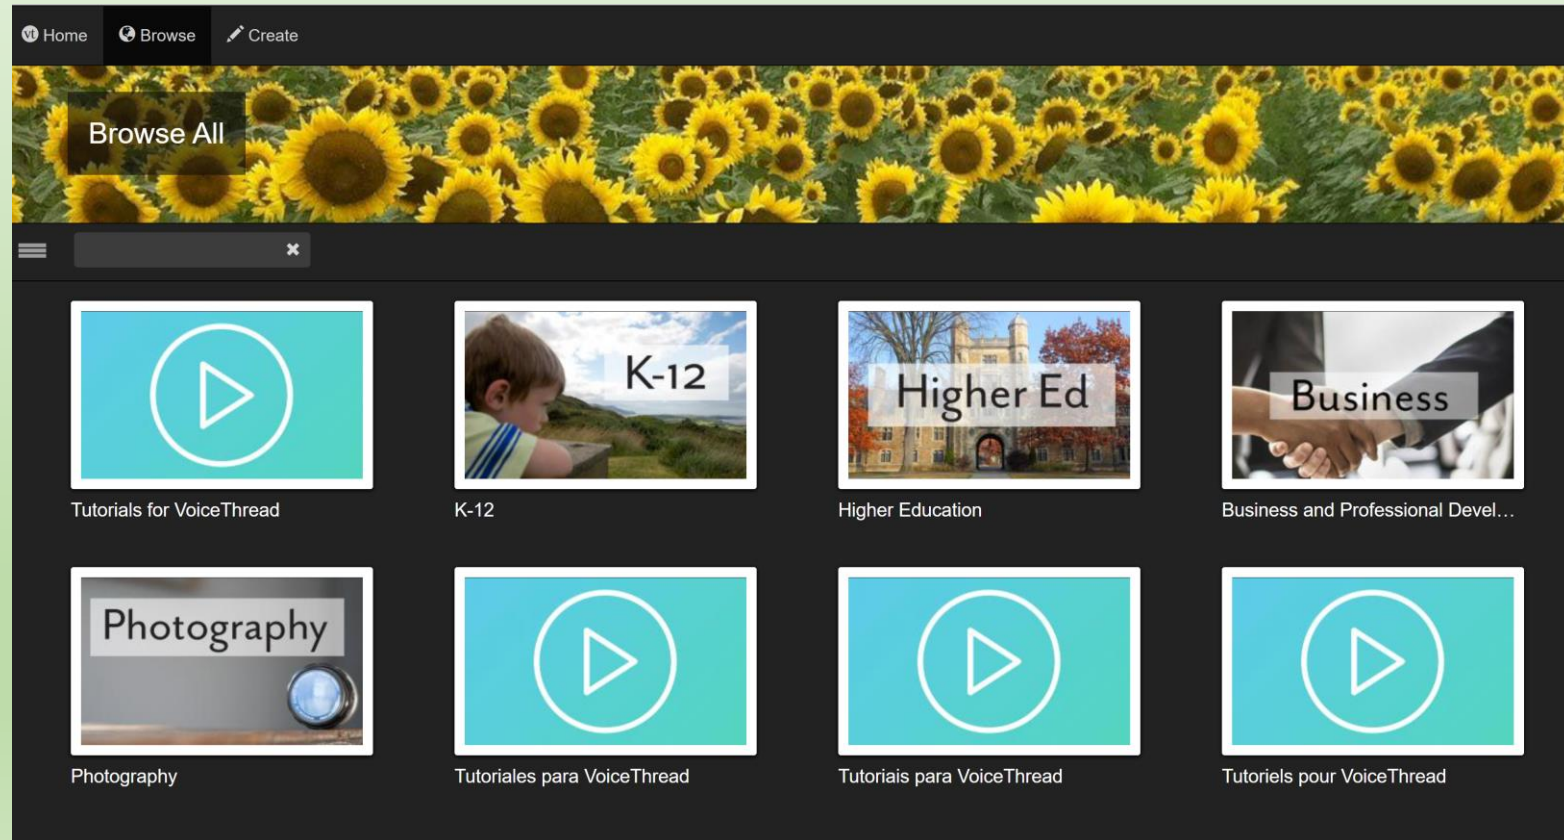 vt Home Browse Create
Browse All
K-12
Higher Ed
Business
Tutorials for VoiceThread K-12 Higher Education Business and Professional Devel...
Photography
Photography Tutoriales para VoiceThread Tutoriais para VoiceThread Tutoriels pour VoiceThread